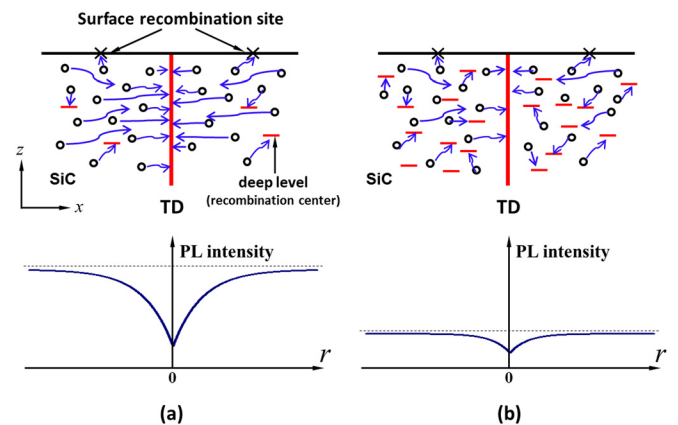 Surface recombination site
z
x
SiC
TD
deep level
(recombination center)
SiC
TD
PL intensity
r
0
PL intensity
r
0
(a)
(b)